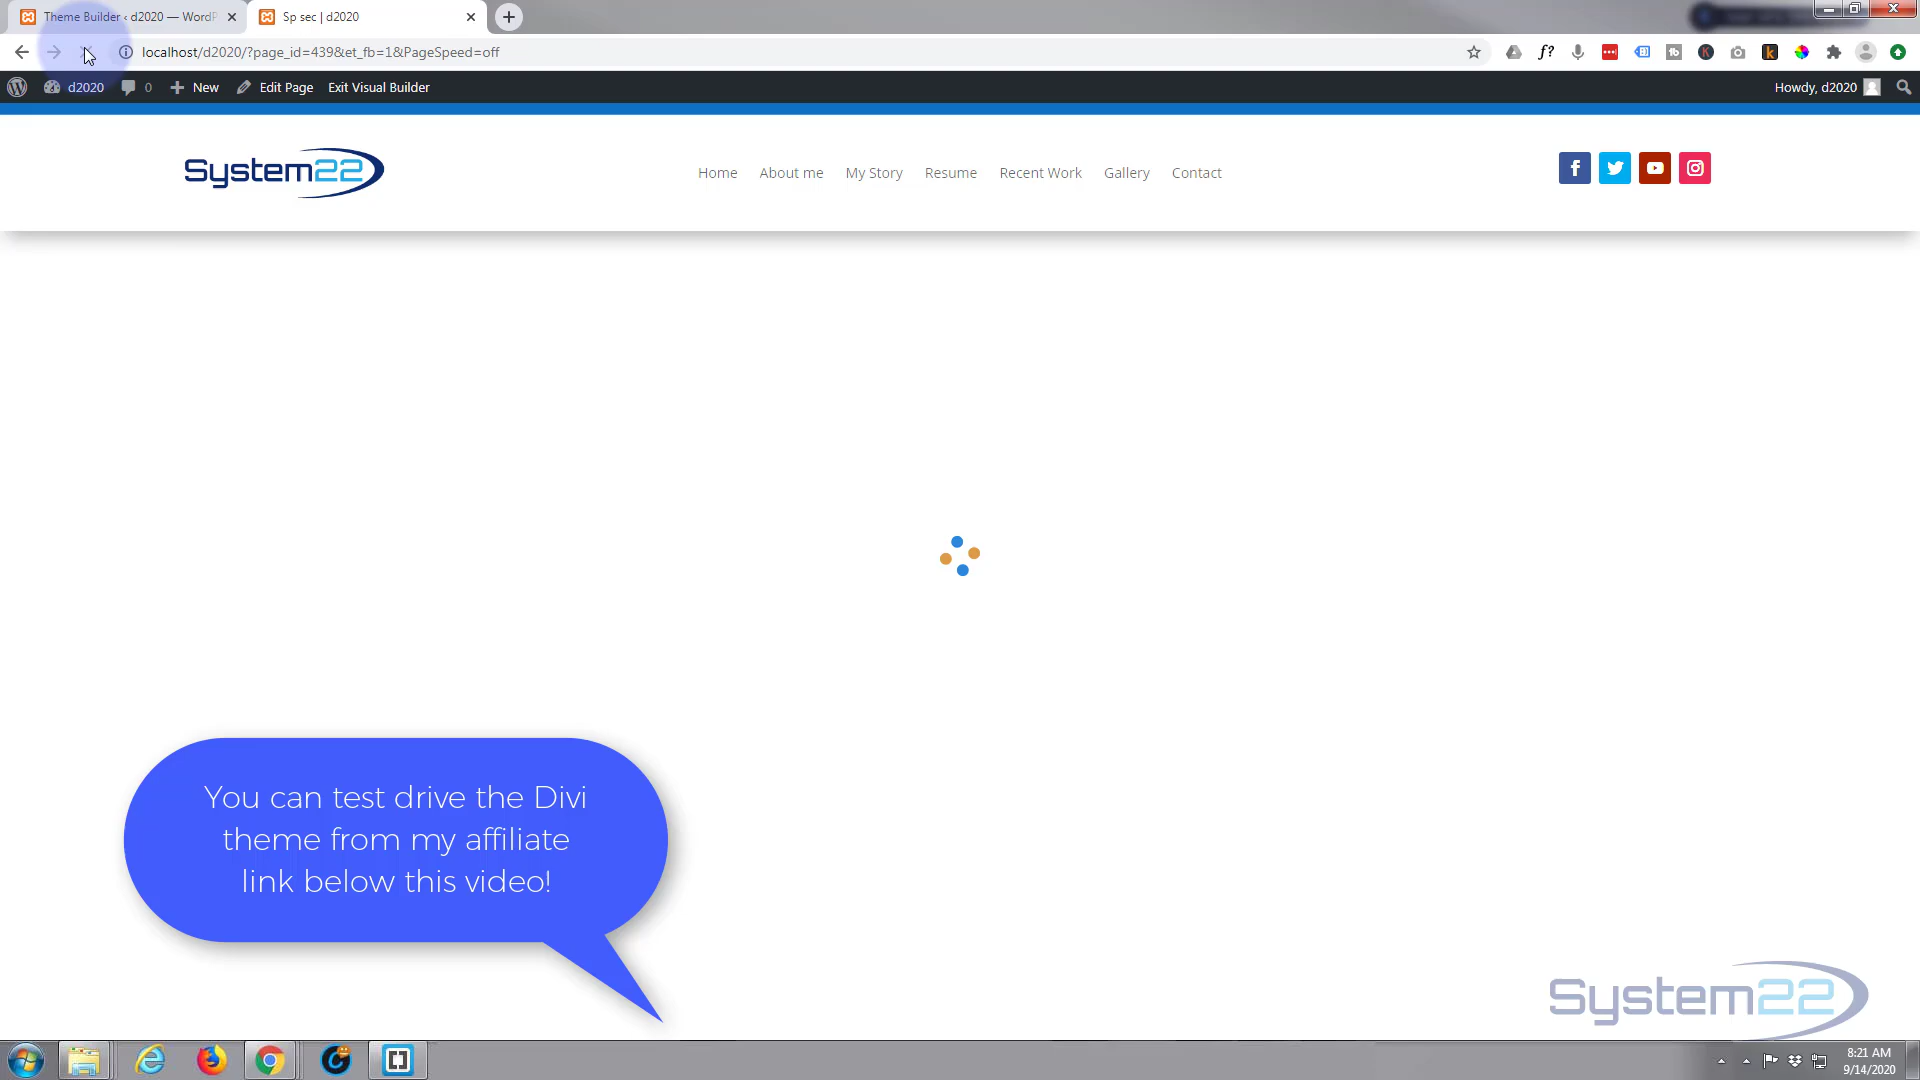 Theme Builder ‹ d2020 — WordP
Sp sec | d2020
localhost/d2020/?page_id=439&et_fb=1&PageSpeed=off
d2020
0
New
Edit Page
Exit Visual Builder
Howdy, d2020
System22
Home
About me
My Story
Resume
Recent Work
Gallery
Contact
You can test drive the Divi
theme from my affiliate
link below this video!
System22
8:21 AM
9/14/2020